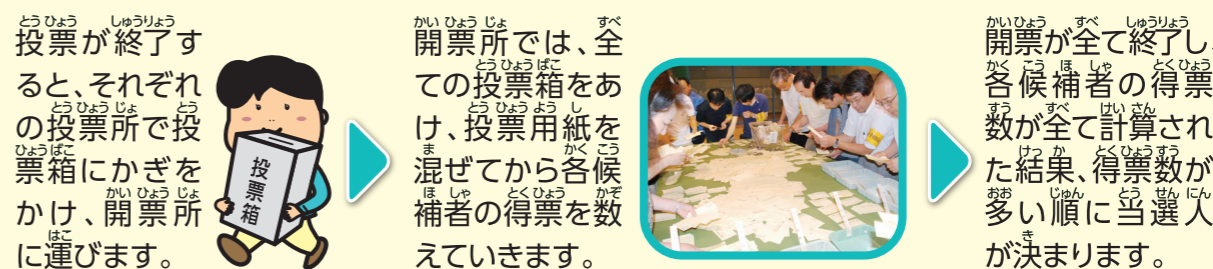 投票が終了す
ると、それぞれ
の投票所で投
票箱にかぎを
かけ、開票所
に運びます。
投票箱
開票所では、全
ての投票箱をあ
け、投票用紙を
混ぜてから各候
補者の得票を数
えていきます。
開票が全て終了し、
各候補者の得票
数が全て計算され
た結果、得票数が
多い順に当選人
が決まります。